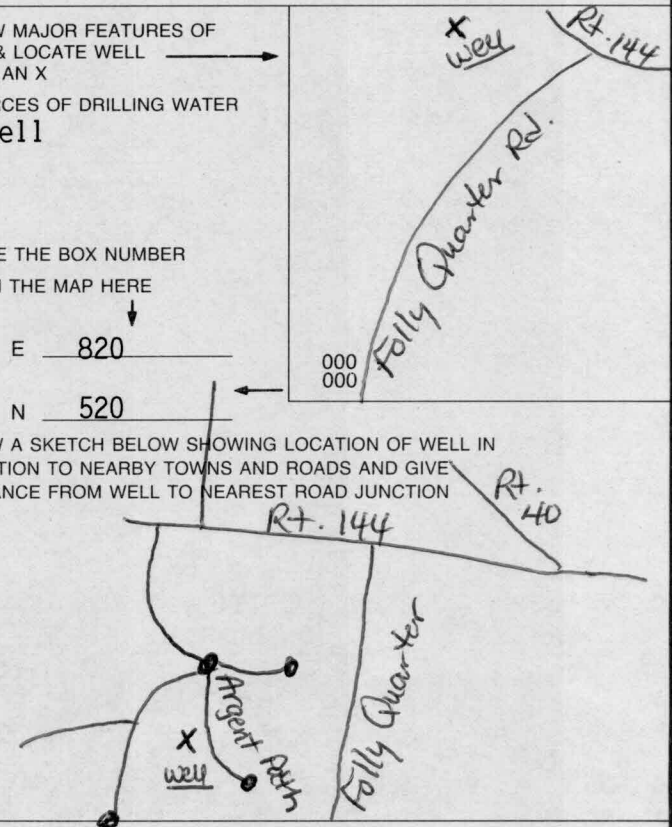 W MAJOR FEATURES OF
& LOCATE WELL
AN X
RCES OF DRILLING WATER
ell
E THE BOX NUMBER
THE MAP HERE
E 820
N 520
000
000
X
Well
Rt. 144
Folly Quarter Rd.
W A SKETCH BELOW SHOWING LOCATION OF WELL IN
TION TO NEARBY TOWNS AND ROADS AND GIVE
ANCE FROM WELL TO NEAREST ROAD JUNCTION
Rt. 40
Rt. 144
Argent Path
X
Well
Folly Quarter